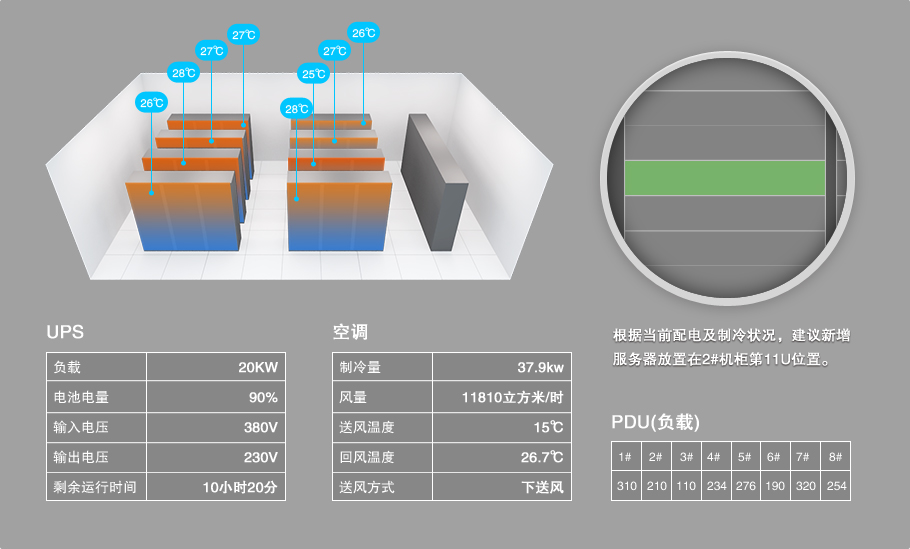 26℃
27℃
27℃
27℃
28℃
25℃
26℃
28℃
UPS
负载 20KW
电池电量 90%
输入电压 380V
输出电压 230V
剩余运行时间 10小时20分
空调
制冷量 37.9kw
风量 11810立方米/时
送风温度 15℃
回风温度 26.7℃
送风方式 下送风
根据当前配电及制冷状况，建议新增
服务器放置在2#机柜第11U位置。
PDU(负载)
1# 2# 3# 4# 5# 6# 7# 8#
310 210 110 234 276 190 320 254